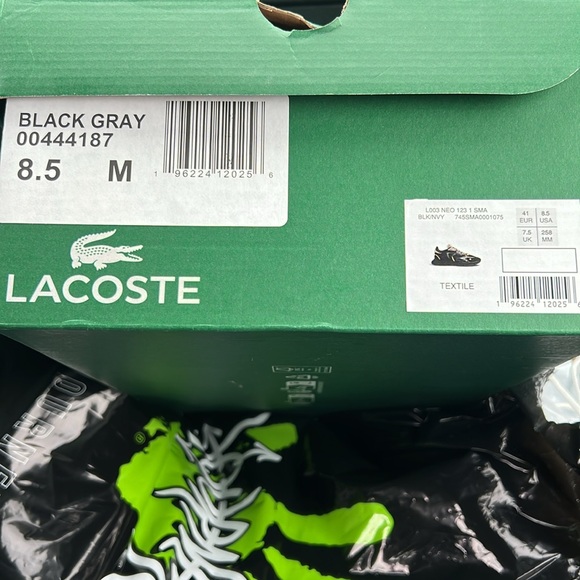 BLACK GRAY
00444187
8.5 M
1 96224 12025 6
LACOSTE
L003 NEO 123 1 SMA
BLK/NVY 745SMA0001075
41 8.5
EUR USA
7.5 258
UK MM
TEXTILE
1 96224 12025 6